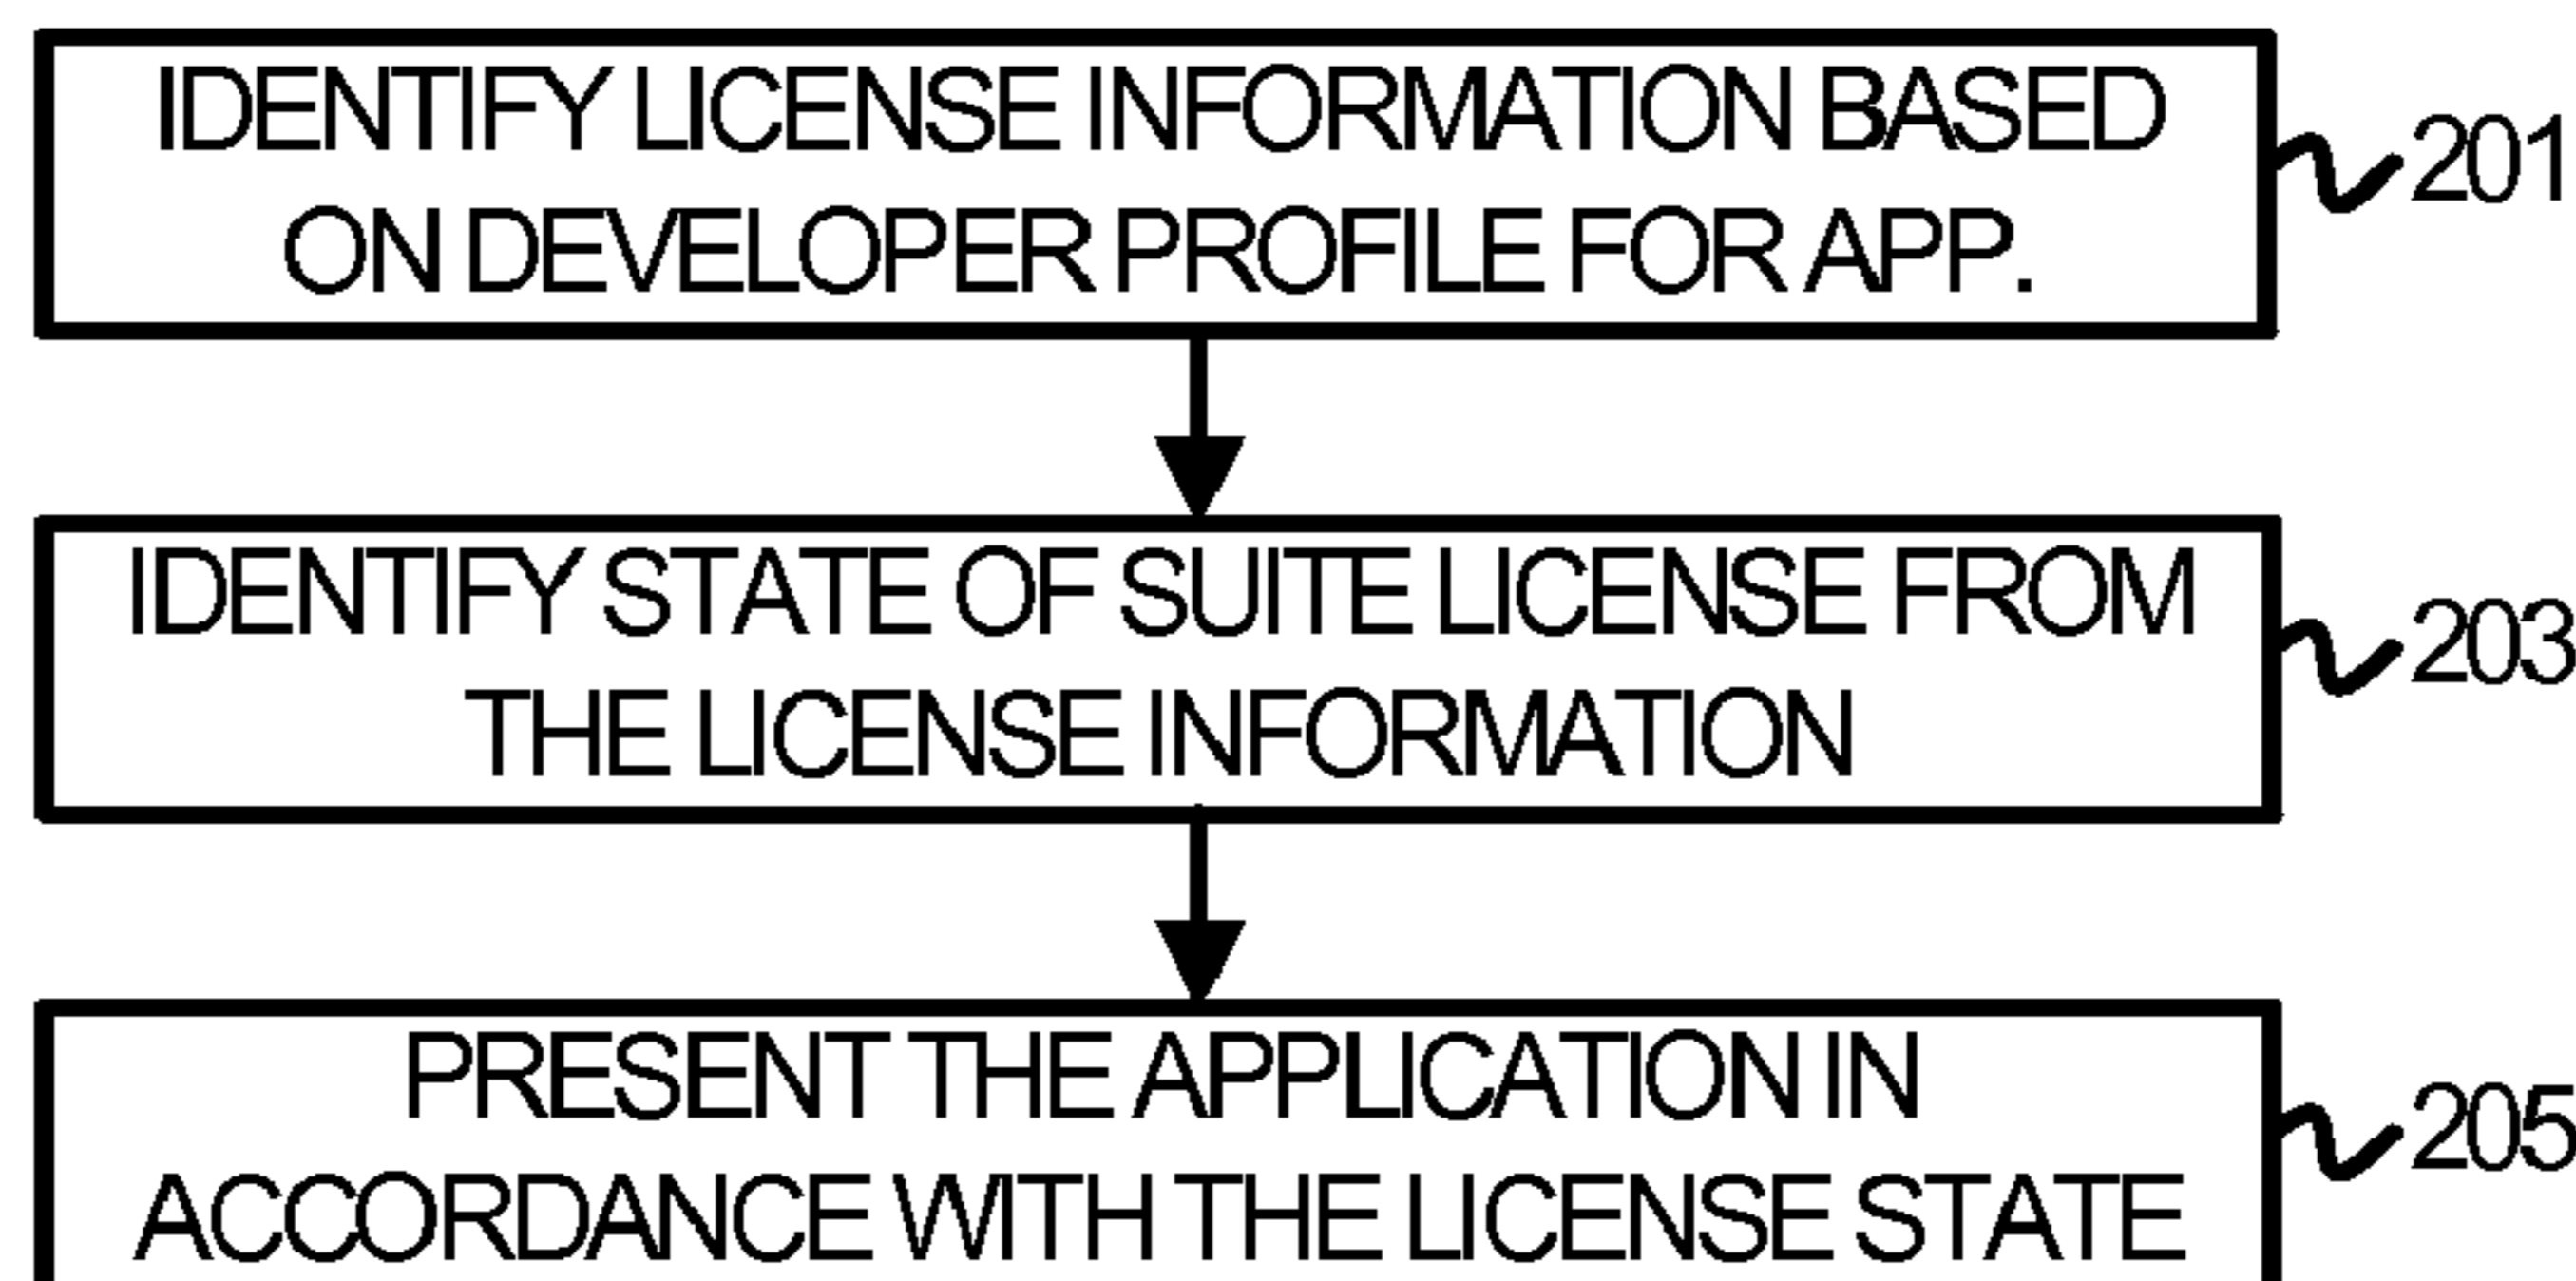 IDENTIFY LICENSE INFORMATION BASED
ON DEVELOPER PROFILE FOR APP.
201
IDENTIFY STATE OF SUITE LICENSE FROM
THE LICENSE INFORMATION
203
PRESENT THE APPLICATION IN
ACCORDANCE WITH THE LICENSE STATE
205